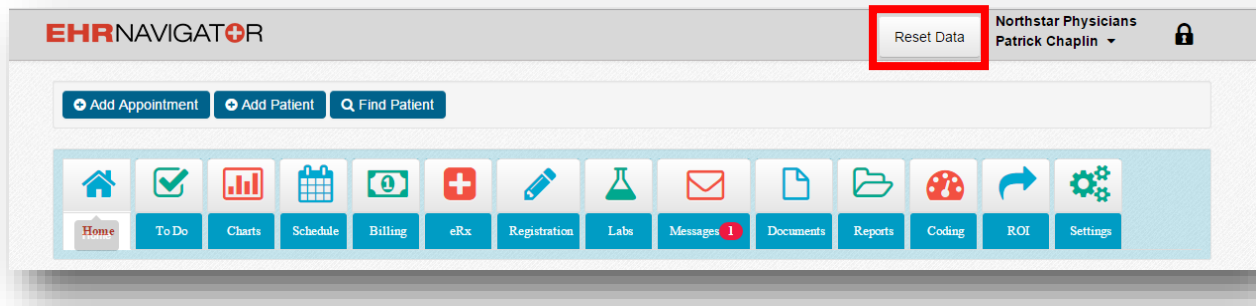 EHRNAVIGATOR
Reset Data
Northstar Physicians
Patrick Chaplin
Add Appointment
Add Patient
Find Patient
Home
To Do
Charts
Schedule
Billing
eRx
Registration
Labs
Messages 1
Documents
Reports
Coding
ROI
Settings